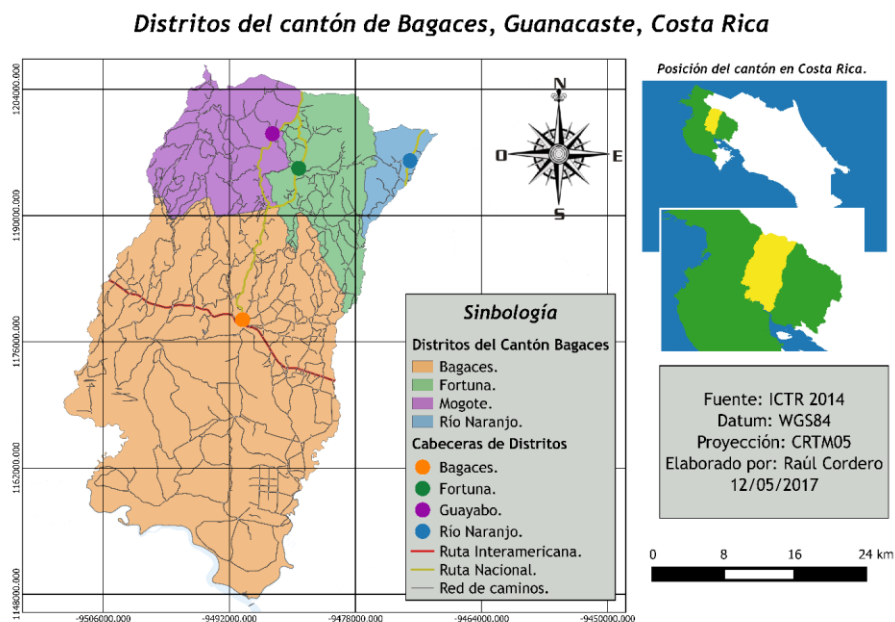 Distritos del cantón de Bagaces, Guanacaste, Costa Rica
1204000.000
1190000.000
1176000.000
1162000.000
1148000.000
-9506000.000
-9492000.000
-9478000.000
-9464000.000
-9450000.000
N
O
E
S
Posición del cantón en Costa Rica.
Sinbología
Distritos del Cantón Bagaces
Bagaces.
Fortuna.
Mogote.
Río Naranjo.
Cabeceras de Distritos
Bagaces.
Fortuna.
Guayabo.
Río Naranjo.
Ruta Interamericana.
Ruta Nacional.
Red de caminos.
Fuente: ICTR 2014
Datum: WGS84
Proyección: CRTM05
Elaborado por: Raúl Cordero
12/05/2017
0 8 16 24 km